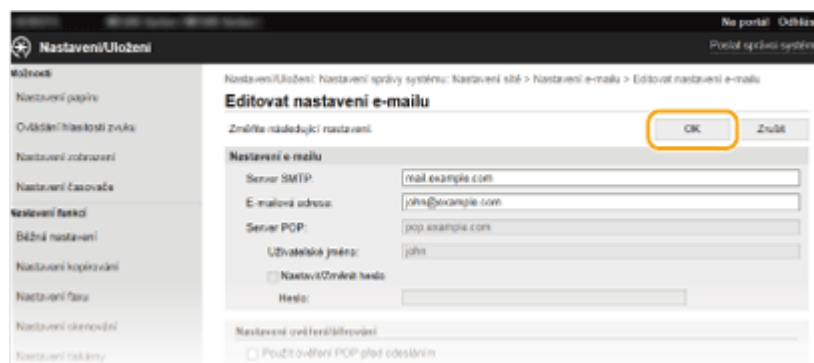 Na portál Odhlás
Nastavení/Uložení
Poslat správci systém
Možnosti
Nastavení papíru
Ovládání hlasitosti zvuku
Nastavení zobrazení
Nastavení časovače
Nastavení funkcí
Běžná nastavení
Nastavení kopírování
Nastavení faxu
Nastavení skenování
Nastavení tiskárny
Nastavení/Uložení: Nastavení správy systému: Nastavení sítě > Nastavení e-mailu > Editovat nastavení e-mailu
Editovat nastavení e-mailu
Změňte následující nastavení. OK Zrušit
Nastavení e-mailu
Server SMTP: mail.example.com
E-mailová adresa: john@example.com
Server POP: pop.example.com
Uživatelské jméno: john
Nastavit/Změnit heslo
Heslo:
Nastavení ověření/šifrování
Použít ověření POP před odesláním